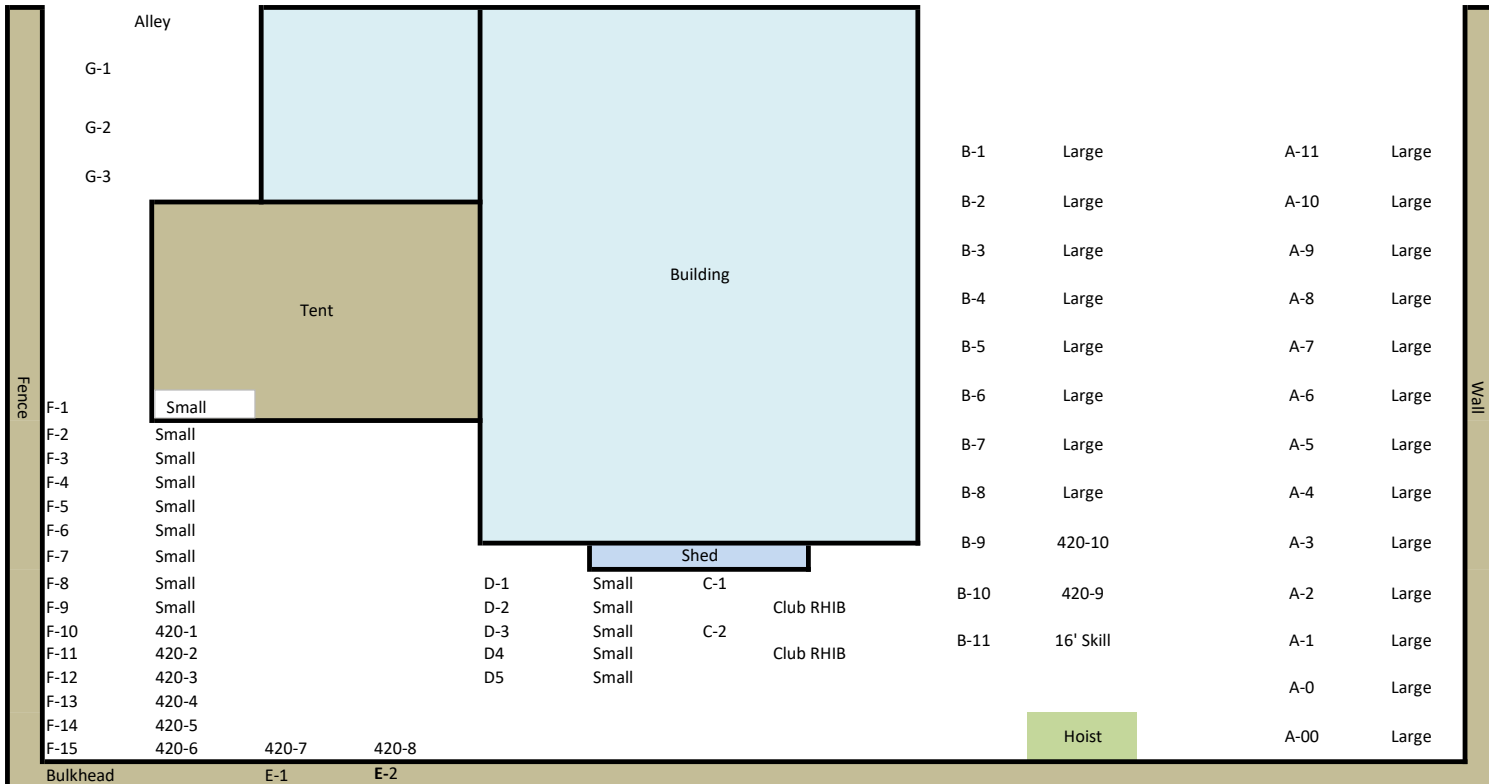 Alley
G-1
G-2
G-3
Building
Tent
Fence
Wall
F-1 Small
F-2 Small
F-3 Small
F-4 Small
F-5 Small
F-6 Small
F-7 Small
F-8 Small
F-9 Small
F-10 420-1
F-11 420-2
F-12 420-3
F-13 420-4
F-14 420-5
F-15 420-6 420-7 420-8
Bulkhead E-1 E-2
Shed
D-1 Small C-1
D-2 Small Club RHIB
D-3 Small C-2
D4 Small Club RHIB
D5 Small
B-1 Large A-11 Large
B-2 Large A-10 Large
B-3 Large A-9 Large
B-4 Large A-8 Large
B-5 Large A-7 Large
B-6 Large A-6 Large
B-7 Large A-5 Large
B-8 Large A-4 Large
B-9 420-10 A-3 Large
B-10 420-9 A-2 Large
B-11 16' Skill A-1 Large
A-0 Large
Hoist A-00 Large